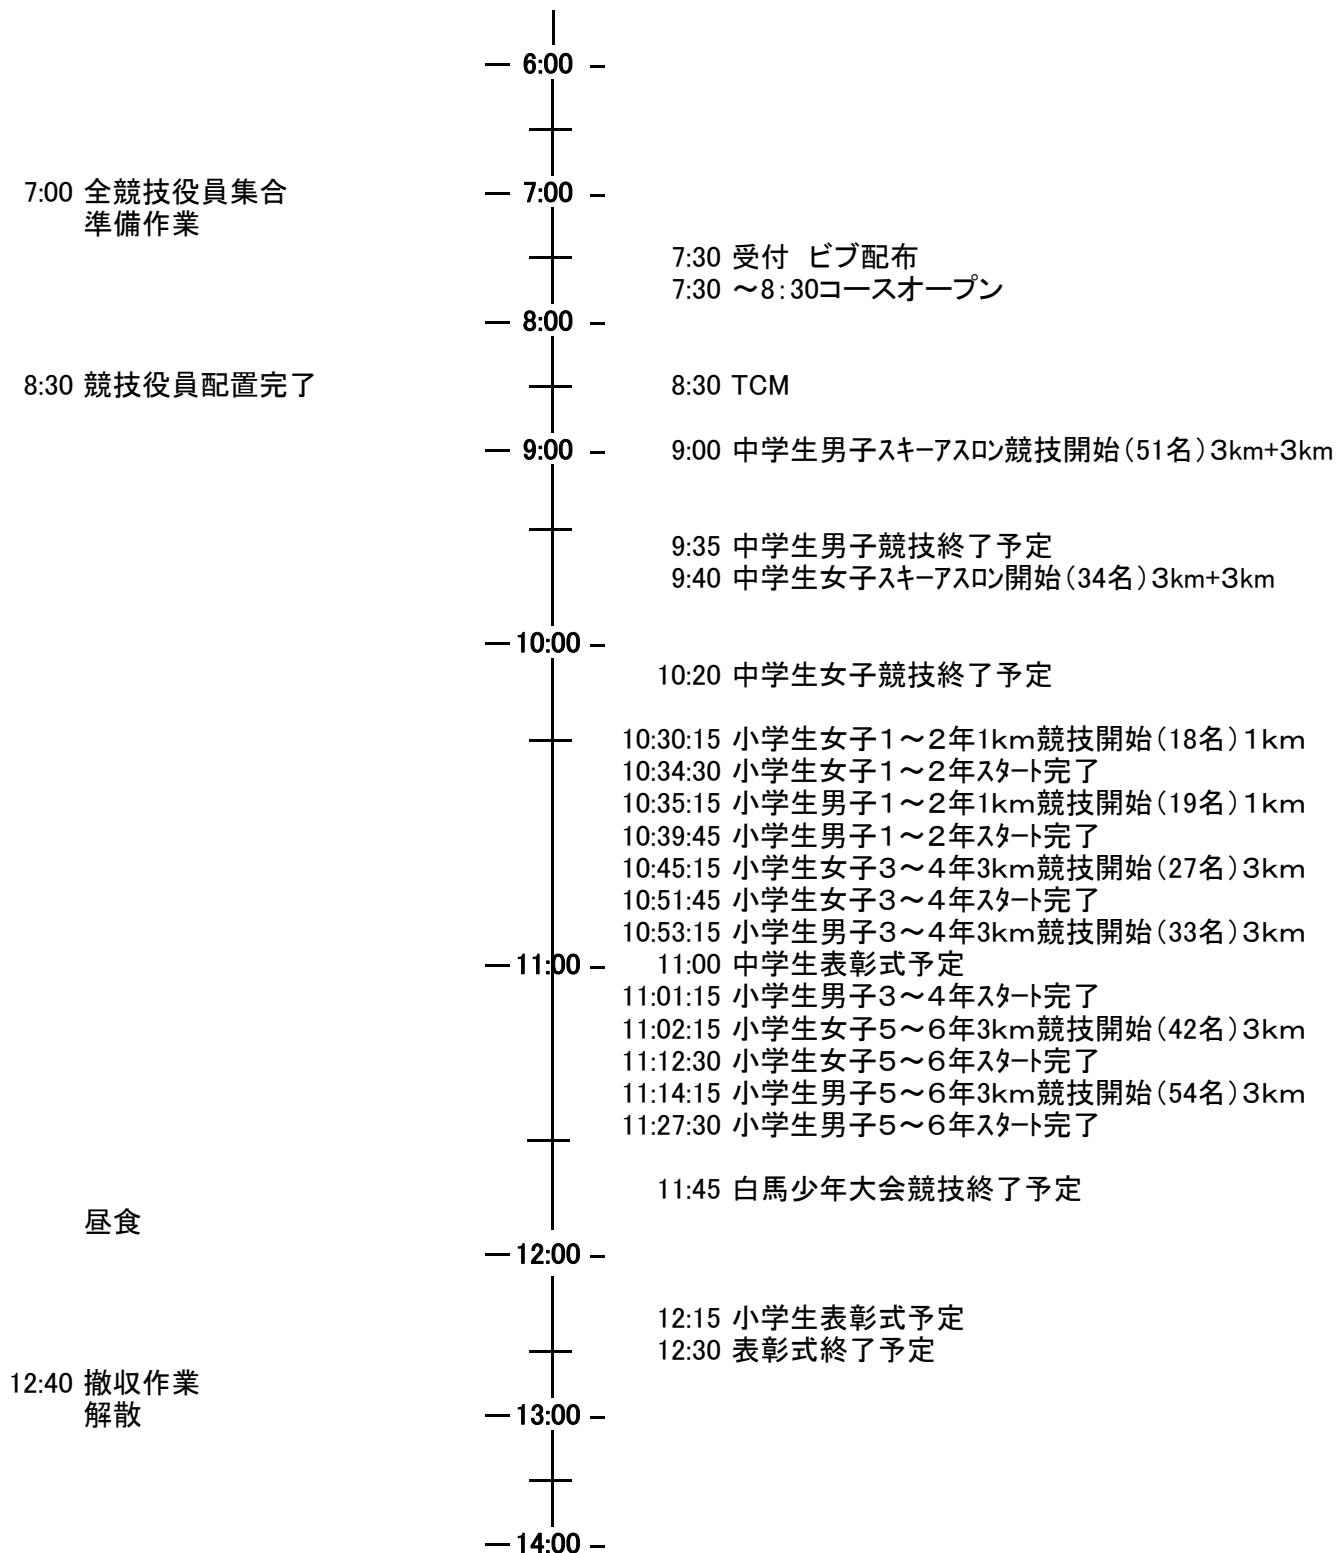 6:00
7:00 全競技役員集合
7:00
準備作業
7:30 受付　ビブ配布
7:30 ～8：30コースオープン
8:00
8:30 競技役員配置完了
8:30 TCM
9:00
9:00 中学生男子ｽｷｰｱｽﾛﾝ競技開始（51名）３km+３km
9:35 中学生男子競技終了予定
9:40 中学生女子ｽｷｰｱｽﾛﾝ開始（34名）３km+３km
10:00
10:20 中学生女子競技終了予定
10:30:15 小学生女子１～２年1ｋｍ競技開始（18名）１ｋｍ
10:34:30 小学生女子１～２年ｽﾀｰﾄ完了
10:35:15 小学生男子１～２年1ｋｍ競技開始（19名）１ｋｍ
10:39:45 小学生男子１～２年ｽﾀｰﾄ完了
10:45:15 小学生女子３～４年3ｋｍ競技開始（27名）３ｋｍ
10:51:45 小学生女子３～４年ｽﾀｰﾄ完了
10:53:15 小学生男子３～４年3ｋｍ競技開始（33名）３ｋｍ
11:00
11:00 中学生表彰式予定
11:01:15 小学生男子３～４年ｽﾀｰﾄ完了
11:02:15 小学生女子５～６年3ｋｍ競技開始（42名）３ｋｍ
11:12:30 小学生女子５～６年ｽﾀｰﾄ完了
11:14:15 小学生男子５～６年3ｋｍ競技開始（54名）３ｋｍ
11:27:30 小学生男子５～６年ｽﾀｰﾄ完了
11:45 白馬少年大会競技終了予定
昼食
12:00
12:15 小学生表彰式予定
12:30 表彰式終了予定
12:40 撤収作業
解散
13:00
14:00